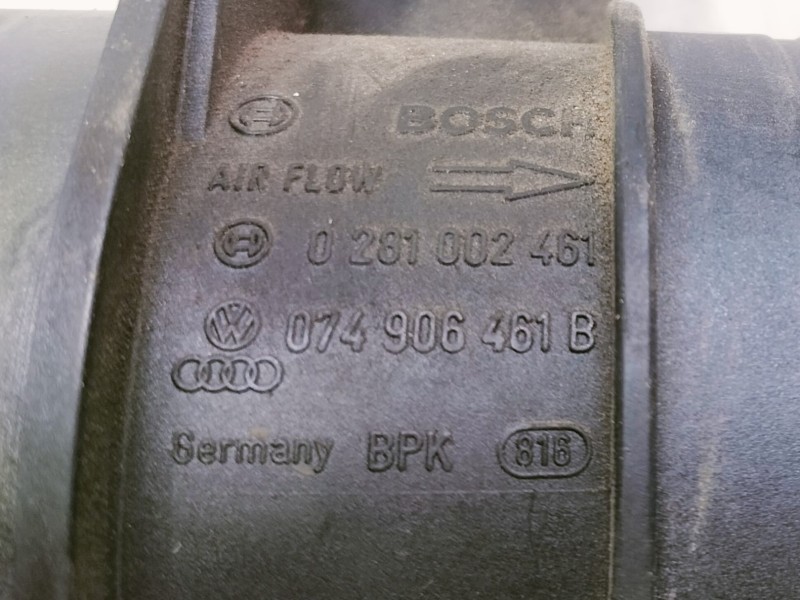 BOSCH
AIR FLOW
0 281 002 461
074 906 461 B
Germany BPK 816